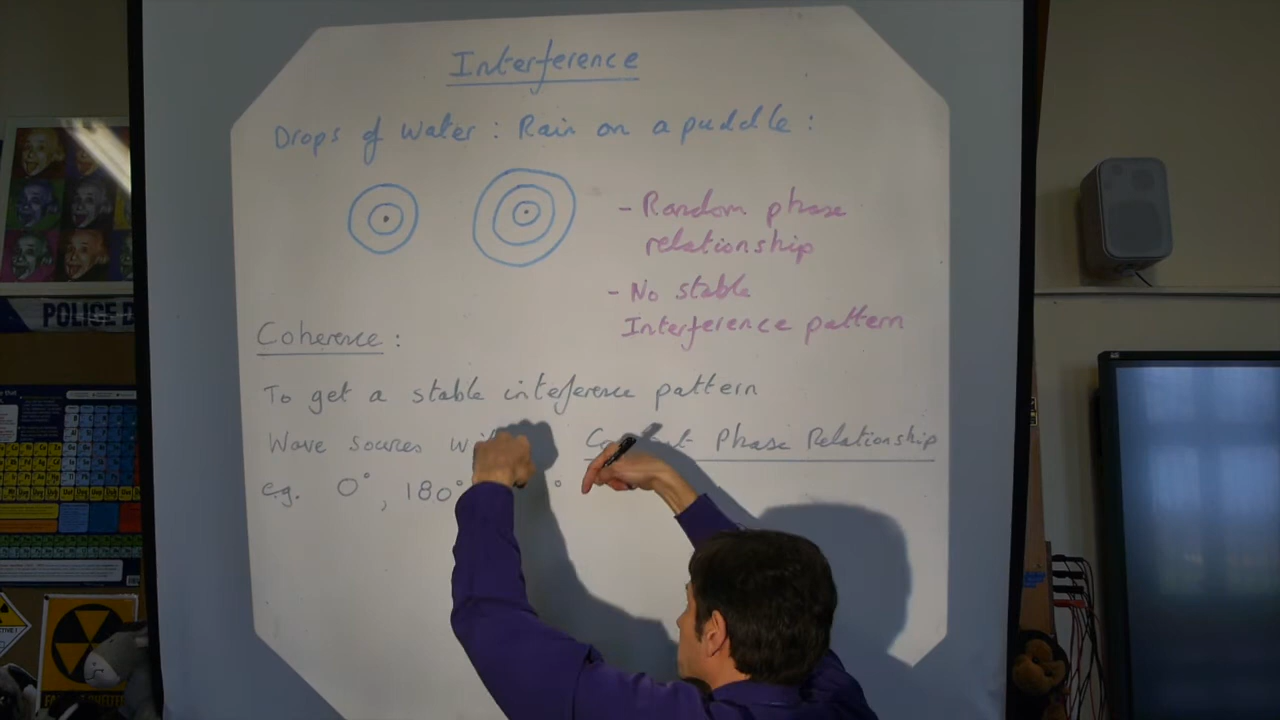 Interference
Drops of water : Rain on a puddle :
- Random phase
relationship
- No stable
Interference pattern
Coherence :
To get a stable interference pattern
Wave sources Phase Relationship
e.g. 0°, 180°
POLICE D